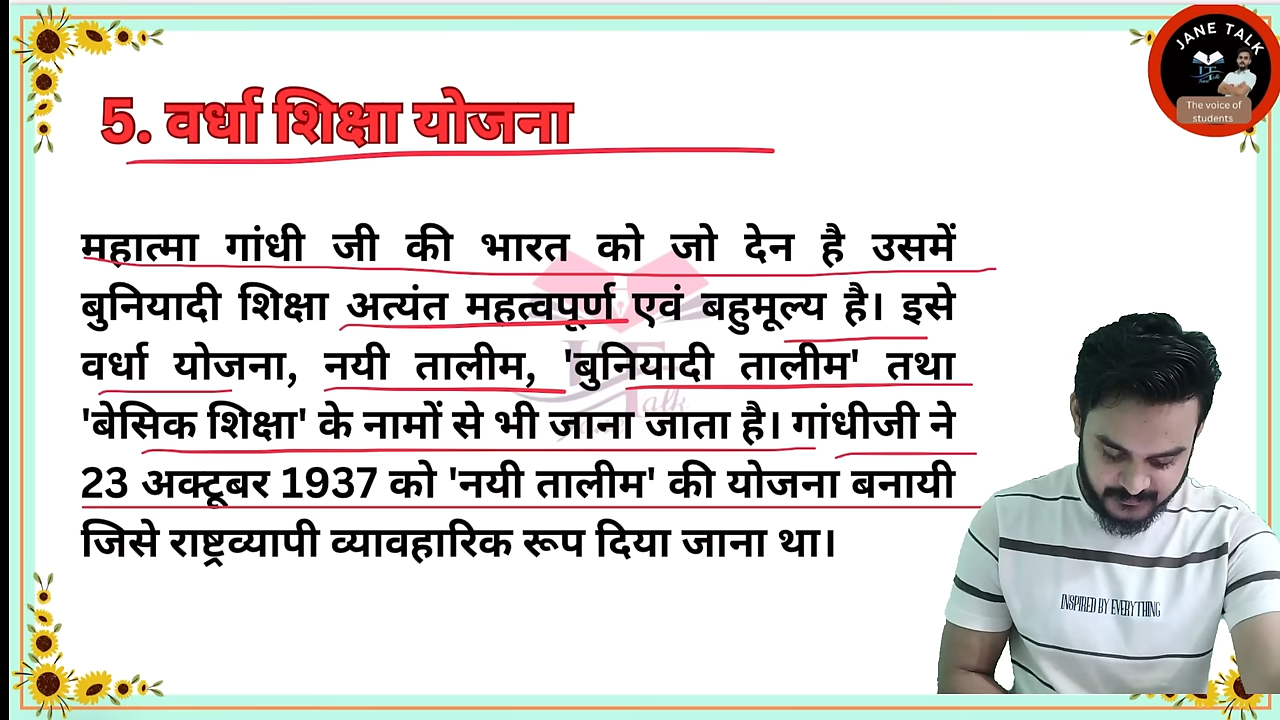 5. वर्धा शिक्षा योजना
महात्मा गांधी जी की भारत को जो देन है उसमें
बुनियादी शिक्षा अत्यंत महत्वपूर्ण एवं बहुमूल्य है। इसे
वर्धा योजना, नयी तालीम, 'बुनियादी तालीम' तथा
'बेसिक शिक्षा' के नामों से भी जाना जाता है। गांधीजी ने
23 अक्टूबर 1937 को 'नयी तालीम' की योजना बनायी
जिसे राष्ट्रव्यापी व्यावहारिक रूप दिया जाना था।
JANE TALK
The voice of
students
INSPIRED BY EVERYTHING